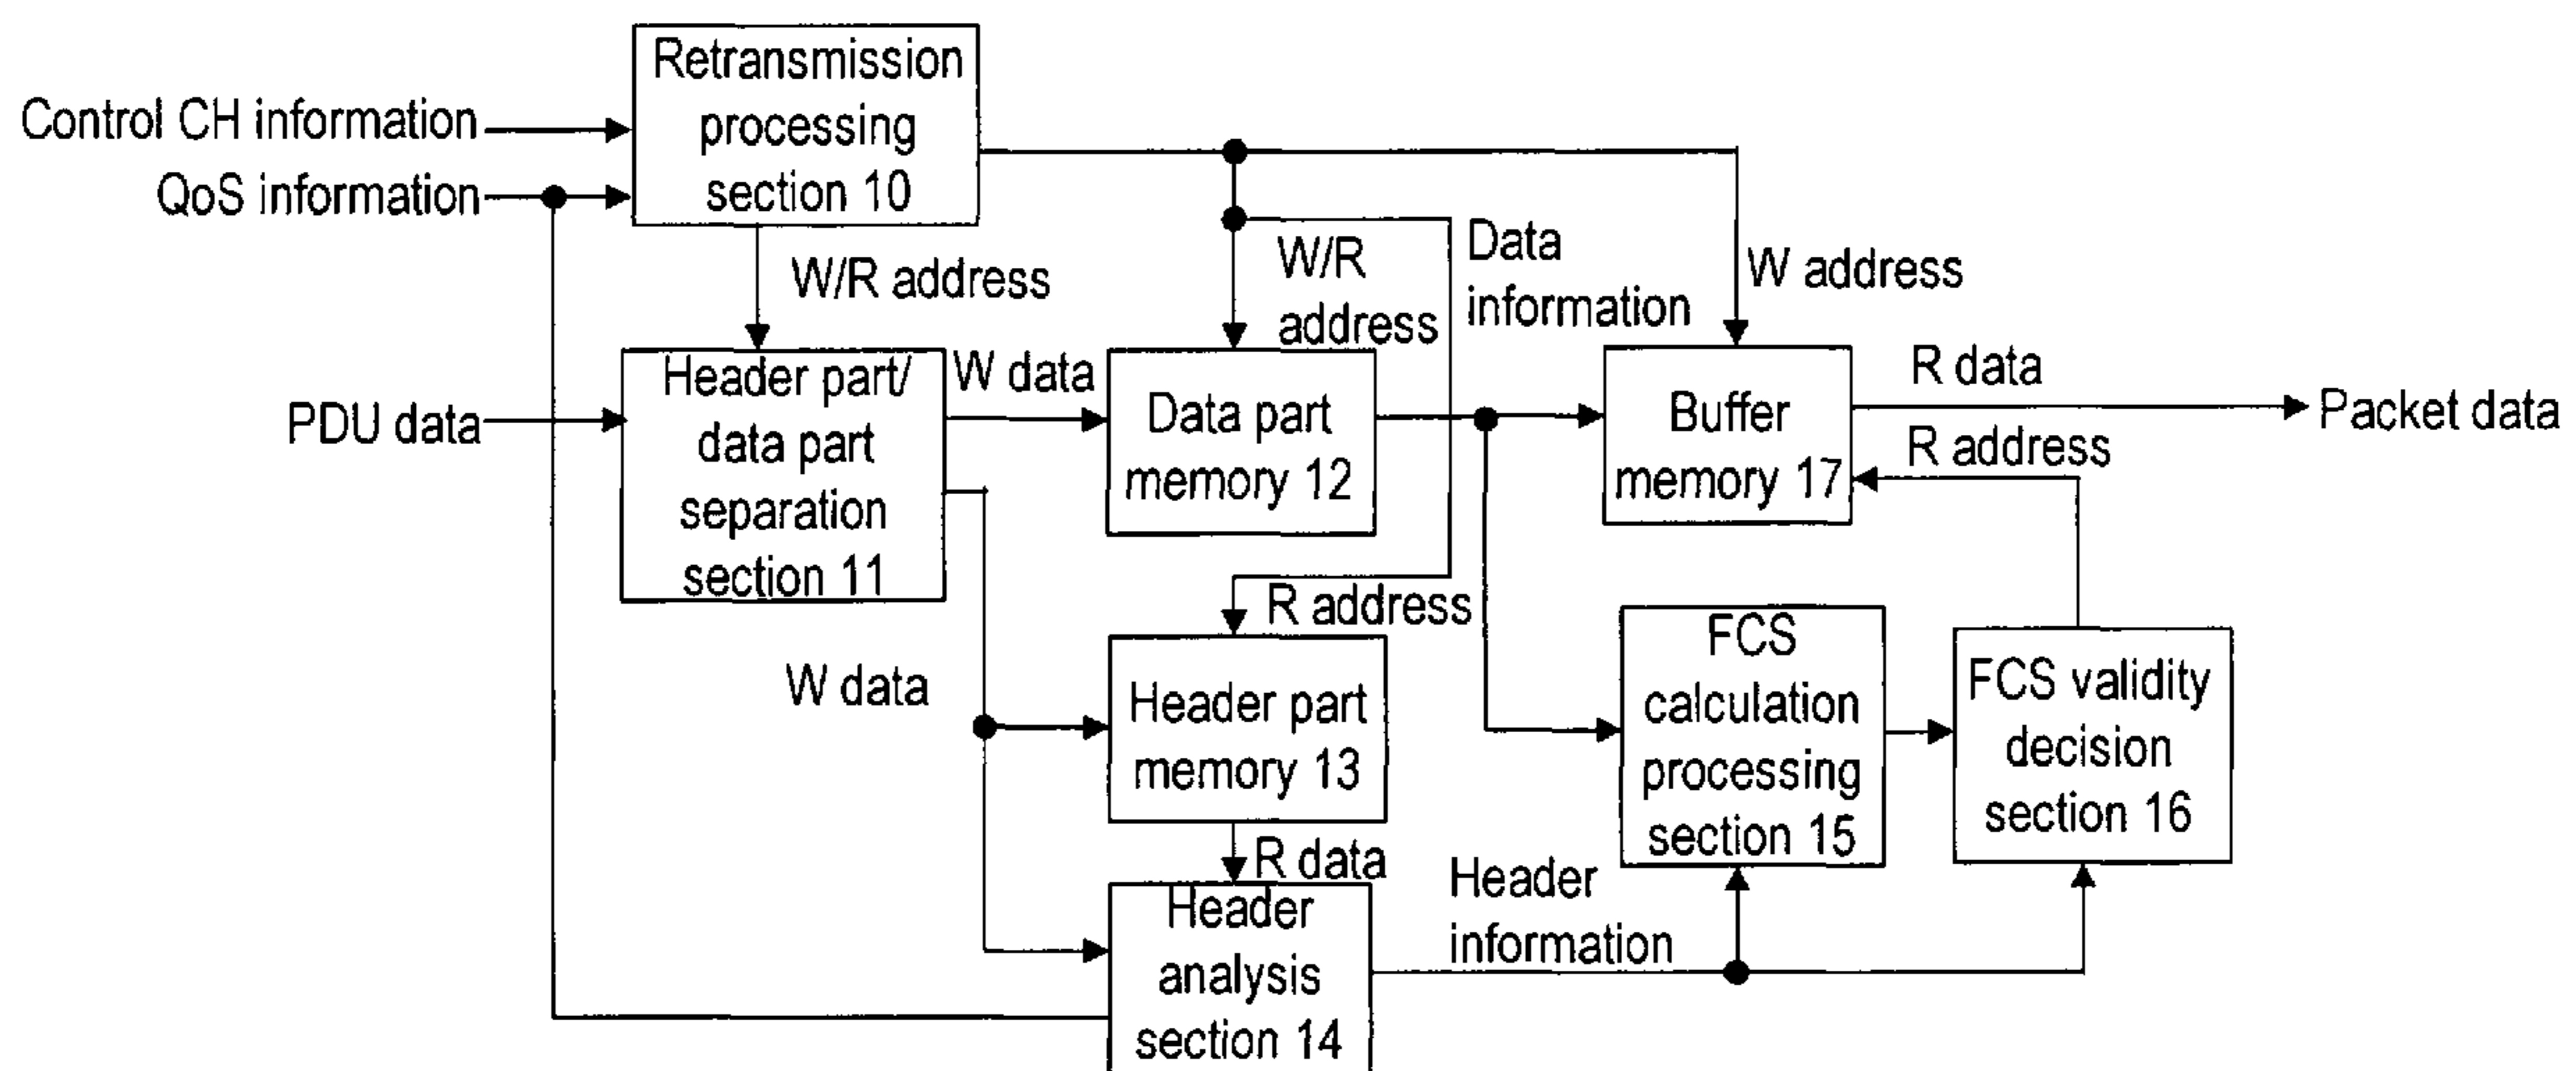 Retransmission
processing
section 10
Control CH information
QoS information
W/R address
W/R
address
Data
information
W address
PDU data
Header part/
data part
separation
section 11
W data
Data part
memory 12
Buffer
memory 17
R data
Packet data
R address
R address
W data
Header part
memory 13
FCS
calculation
processing
section 15
FCS validity
decision
section 16
R data
Header
analysis
section 14
Header
information